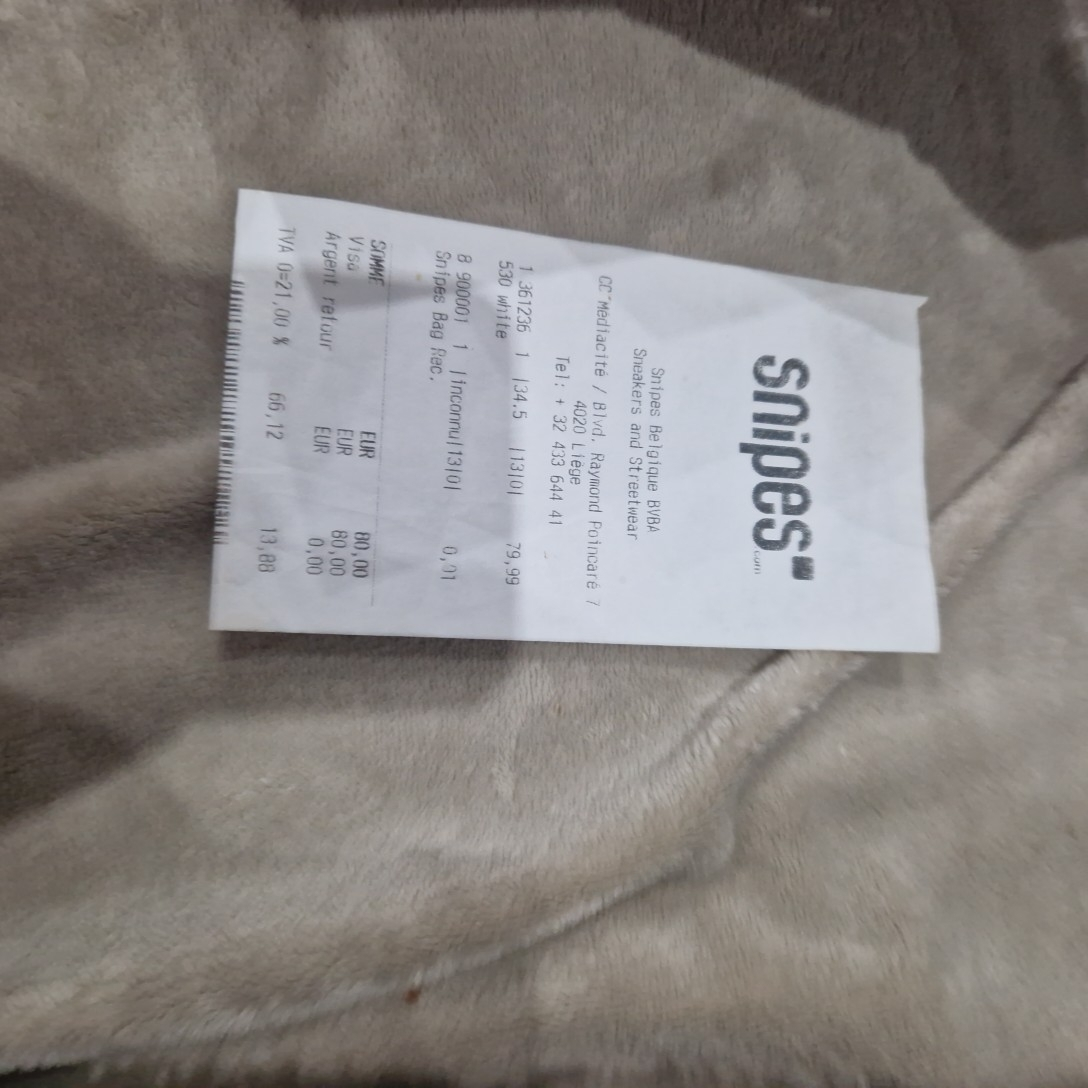 snipes
.com
Snipes Belgique BVBA
Sneakers and Streetwear
CC Mediacité / Blvd. Raymond Poincaré 7
4020 Liège
Tel: + 32 433 644 41
1 361236 1 |34.5 |13|0| 79,99
530 white
8 900001 1 |inconnu|13|0| 0,01
Snipes Bag Rec.
SOMME EUR 80,00
Visa EUR 80,00
Argent retour EUR 0,00
TVA 0=21,00 % 66,12 13,88